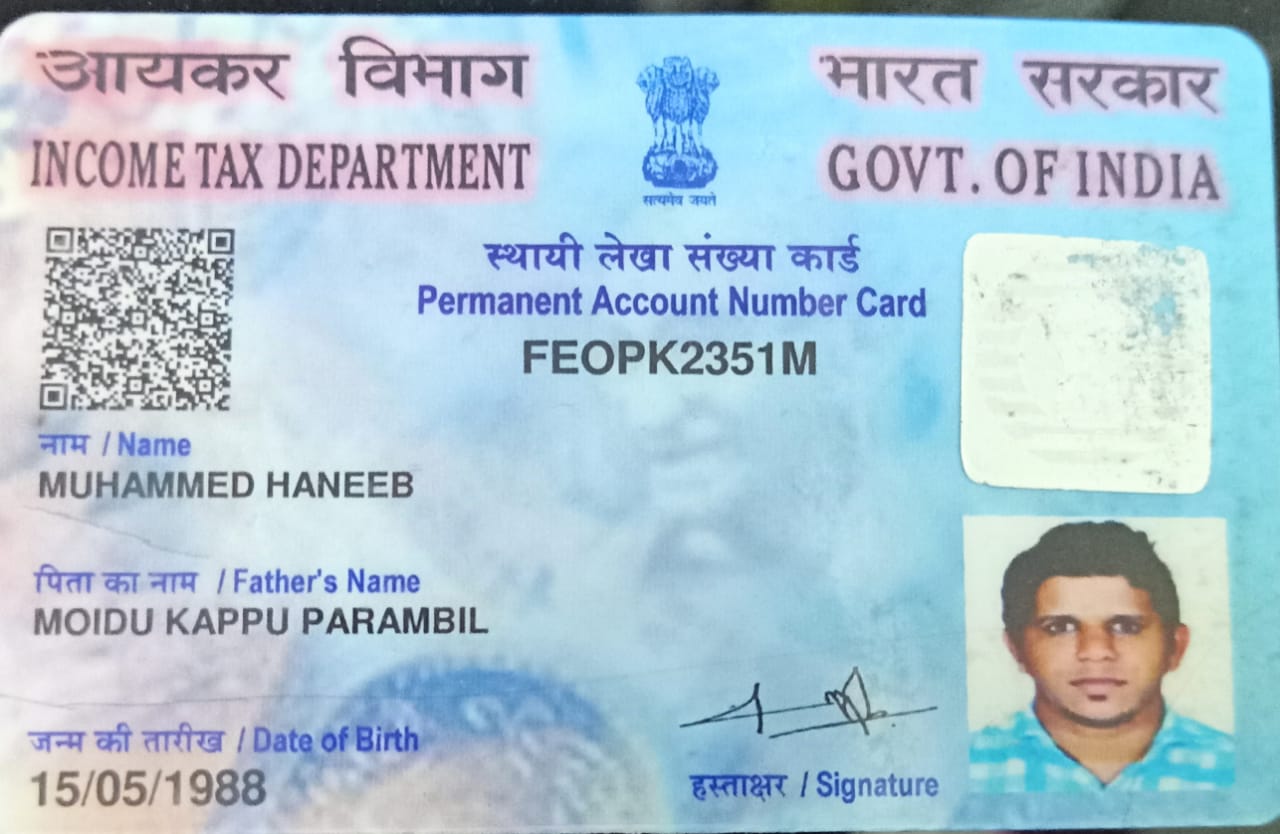 आयकर विभाग
INCOME TAX DEPARTMENT
सत्यमेव जयते
भारत सरकार
GOVT. OF INDIA
स्थायी लेखा संख्या कार्ड
Permanent Account Number Card
FEOPK2351M
नाम / Name
MUHAMMED HANEEB
पिता का नाम / Father's Name
MOIDU KAPPU PARAMBIL
जन्म की तारीख / Date of Birth
15/05/1988
हस्ताक्षर / Signature